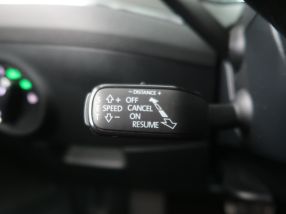 − DISTANCE +
S ⇧+ OFF
E SPEED CANCEL
T ⇩− ON
RESUME